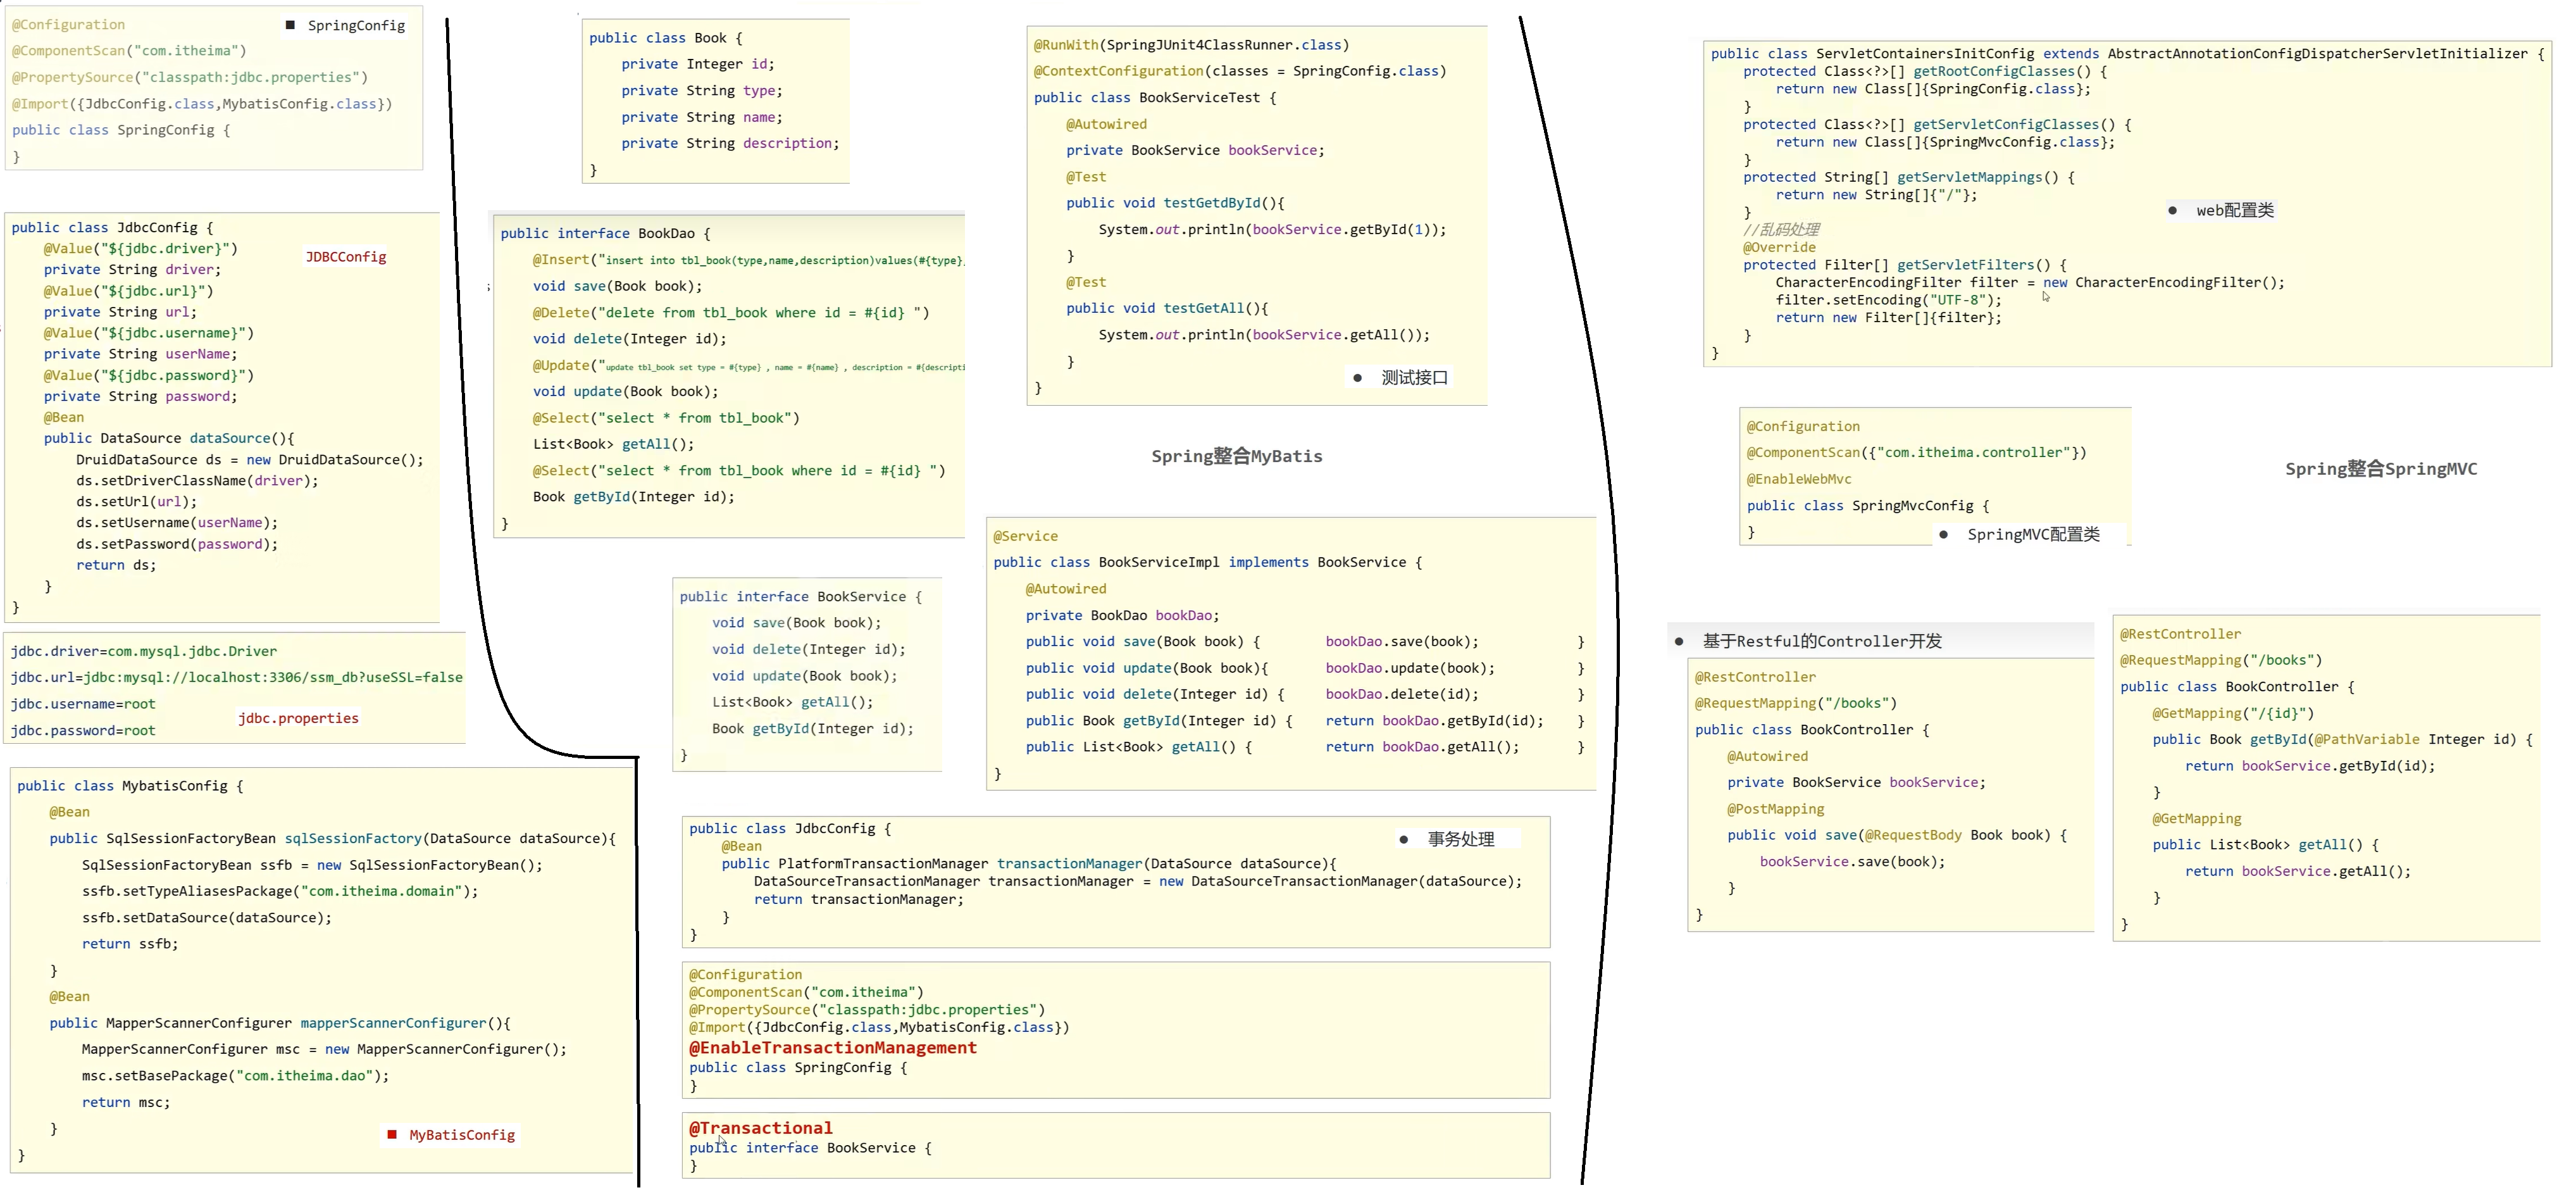 @Configuration
■ SpringConfig
@ComponentScan("com.itheima")
@PropertySource("classpath:jdbc.properties")
@Import({JdbcConfig.class,MybatisConfig.class})
public class SpringConfig {
}
public class JdbcConfig {
@Value("${jdbc.driver}")
JDBCConfig
private String driver;
@Value("${jdbc.url}")
private String url;
@Value("${jdbc.username}")
private String userName;
@Value("${jdbc.password}")
private String password;
@Bean
public DataSource dataSource(){
DruidDataSource ds = new DruidDataSource();
ds.setDriverClassName(driver);
ds.setUrl(url);
ds.setUsername(userName);
ds.setPassword(password);
return ds;
}
}
jdbc.driver=com.mysql.jdbc.Driver
jdbc.url=jdbc:mysql://localhost:3306/ssm_db?useSSL=false
jdbc.username=root
jdbc.properties
jdbc.password=root
public class MybatisConfig {
@Bean
public SqlSessionFactoryBean sqlSessionFactory(DataSource dataSource){
SqlSessionFactoryBean ssfb = new SqlSessionFactoryBean();
ssfb.setTypeAliasesPackage("com.itheima.domain");
ssfb.setDataSource(dataSource);
return ssfb;
}
@Bean
public MapperScannerConfigurer mapperScannerConfigurer(){
MapperScannerConfigurer msc = new MapperScannerConfigurer();
msc.setBasePackage("com.itheima.dao");
return msc;
}
■ MyBatisConfig
}
public class Book {
private Integer id;
private String type;
private String name;
private String description;
}
public interface BookDao {
@Insert("insert into tbl_book(type,name,description)values(#{type},
void save(Book book);
@Delete("delete from tbl_book where id = #{id} ")
void delete(Integer id);
@Update("update tbl_book set type = #{type} , name = #{name} , description = #{descripti
void update(Book book);
@Select("select * from tbl_book")
List<Book> getAll();
@Select("select * from tbl_book where id = #{id} ")
Book getById(Integer id);
}
public interface BookService {
void save(Book book);
void delete(Integer id);
void update(Book book);
List<Book> getAll();
Book getById(Integer id);
}
@RunWith(SpringJUnit4ClassRunner.class)
@ContextConfiguration(classes = SpringConfig.class)
public class BookServiceTest {
@Autowired
private BookService bookService;
@Test
public void testGetdById(){
System.out.println(bookService.getById(1));
}
@Test
public void testGetAll(){
System.out.println(bookService.getAll());
}
● 测试接口
}
Spring整合MyBatis
@Service
public class BookServiceImpl implements BookService {
@Autowired
private BookDao bookDao;
public void save(Book book) { bookDao.save(book); }
public void update(Book book){ bookDao.update(book); }
public void delete(Integer id) { bookDao.delete(id); }
public Book getById(Integer id) { return bookDao.getById(id); }
public List<Book> getAll() { return bookDao.getAll(); }
}
public class JdbcConfig {
● 事务处理
@Bean
public PlatformTransactionManager transactionManager(DataSource dataSource){
DataSourceTransactionManager transactionManager = new DataSourceTransactionManager(dataSource);
return transactionManager;
}
}
@Configuration
@ComponentScan("com.itheima")
@PropertySource("classpath:jdbc.properties")
@Import({JdbcConfig.class,MybatisConfig.class})
@EnableTransactionManagement
public class SpringConfig {
}
@Transactional
public interface BookService {
}
public class ServletContainersInitConfig extends AbstractAnnotationConfigDispatcherServletInitializer {
protected Class<?>[] getRootConfigClasses() {
return new Class[]{SpringConfig.class};
}
protected Class<?>[] getServletConfigClasses() {
return new Class[]{SpringMvcConfig.class};
}
protected String[] getServletMappings() {
return new String[]{"/"};
}
● web配置类
//乱码处理
@Override
protected Filter[] getServletFilters() {
CharacterEncodingFilter filter = new CharacterEncodingFilter();
filter.setEncoding("UTF-8");
return new Filter[]{filter};
}
}
@Configuration
@ComponentScan({"com.itheima.controller"})
@EnableWebMvc
public class SpringMvcConfig {
}
● SpringMVC配置类
Spring整合SpringMVC
● 基于Restful的Controller开发
@RestController
@RequestMapping("/books")
public class BookController {
@Autowired
private BookService bookService;
@PostMapping
public void save(@RequestBody Book book) {
bookService.save(book);
}
}
@RestController
@RequestMapping("/books")
public class BookController {
@GetMapping("/{id}")
public Book getById(@PathVariable Integer id) {
return bookService.getById(id);
}
@GetMapping
public List<Book> getAll() {
return bookService.getAll();
}
}